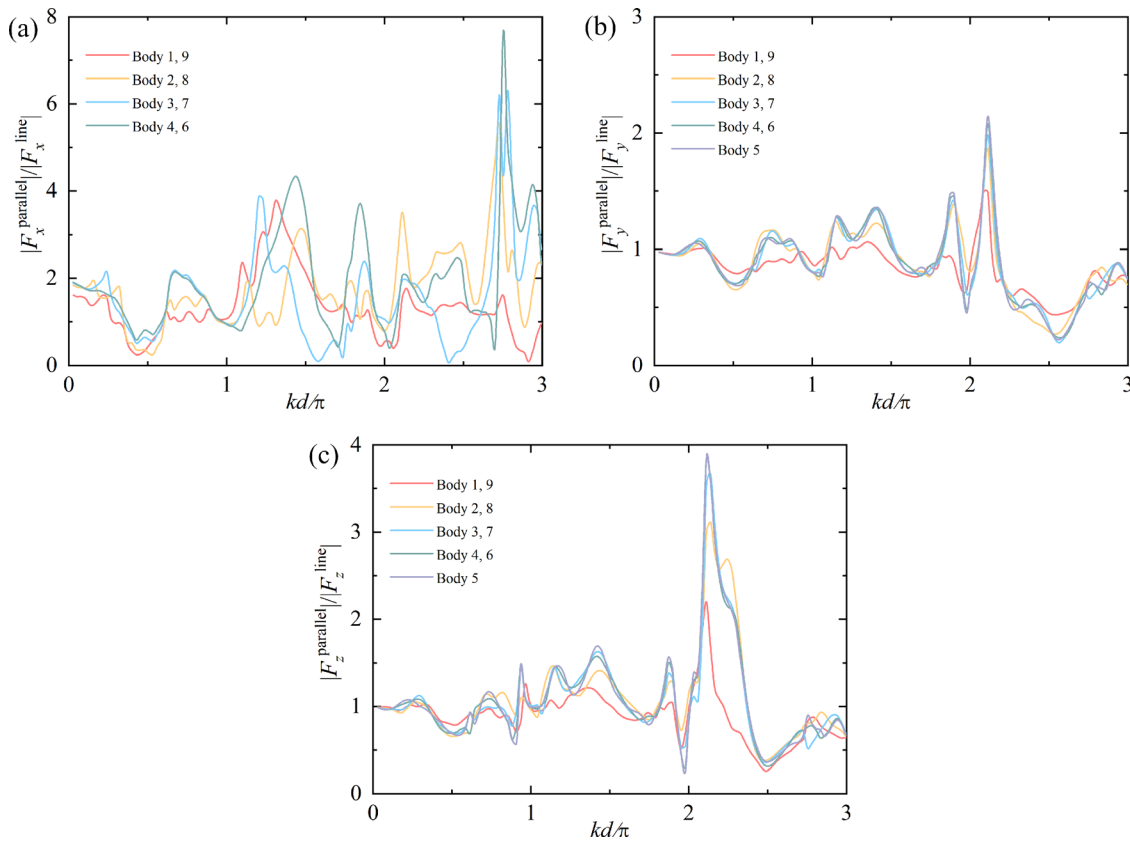 (a)
|F_x^parallel|/|F_x^line|
8
6
4
2
0
Body 1, 9
Body 2, 8
Body 3, 7
Body 4, 6
0 1 2 3
kd/π
(b)
|F_y^parallel|/|F_y^line|
3
2
1
0
Body 1, 9
Body 2, 8
Body 3, 7
Body 4, 6
Body 5
0 1 2 3
kd/π
(c)
|F_z^parallel|/|F_z^line|
4
3
2
1
0
Body 1, 9
Body 2, 8
Body 3, 7
Body 4, 6
Body 5
0 1 2 3
kd/π